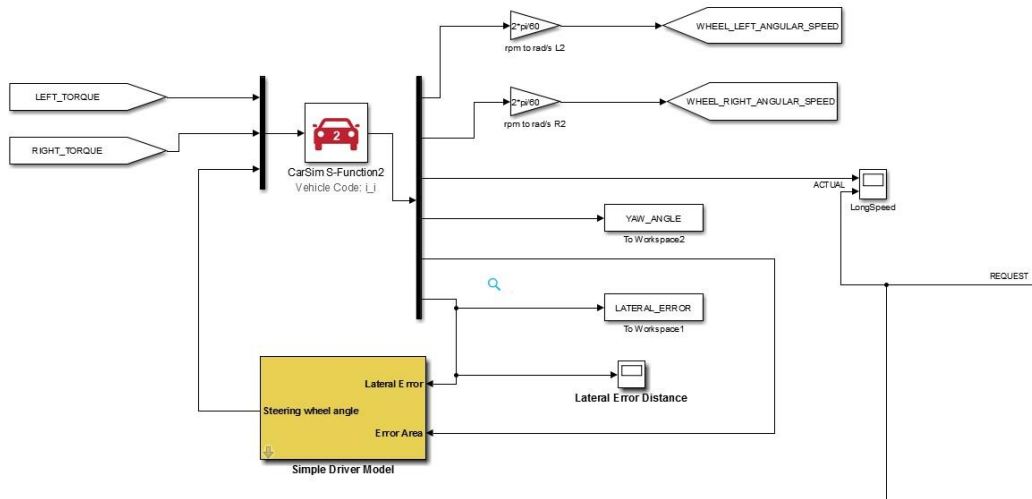 2*pi/60
WHEEL_LEFT_ANGULAR_SPEED
rpm to rad/s L2
LEFT_TORQUE
2*pi/60
WHEEL_RIGHT_ANGULAR_SPEED
rpm to rad/s R2
RIGHT_TORQUE
2
CarSim S-Function2
Vehicle Code: i_i
ACTUAL
LongSpeed
YAW_ANGLE
To Workspace2
REQUEST
LATERAL_ERROR
To Workspace1
Lateral Error
Lateral Error Distance
Steering wheel angle
Error Area
Simple Driver Model